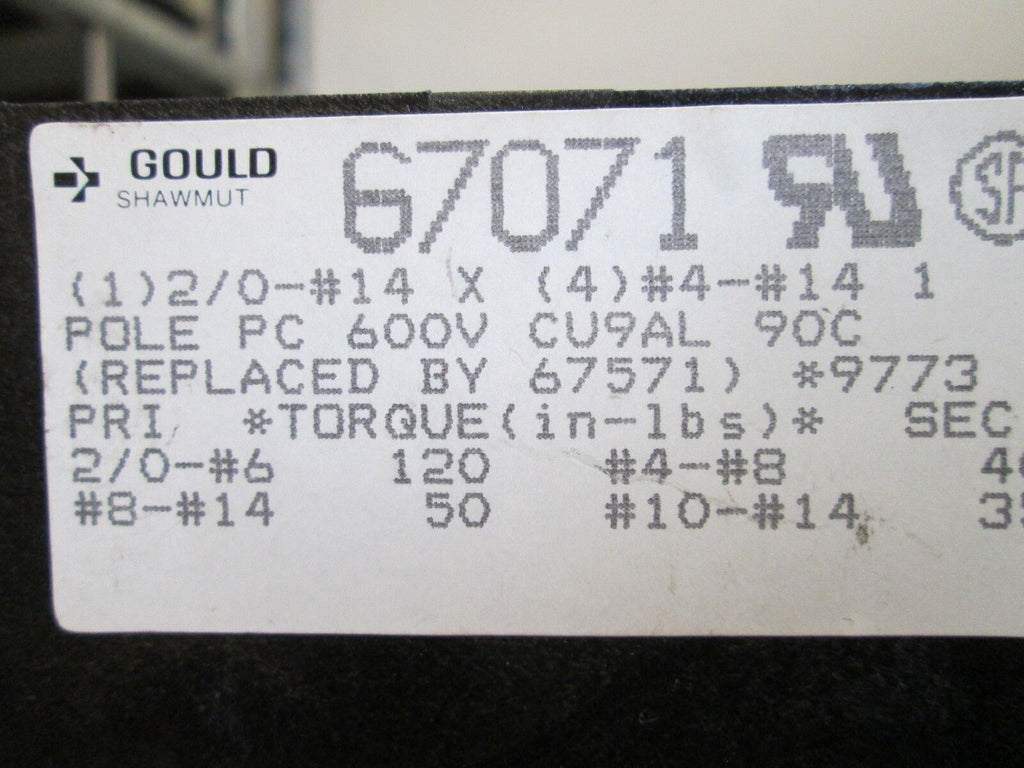 GOULD
SHAWMUT
67071
(1)2/0-#14 X (4)#4-#14 1
POLE PC 600V CU9AL 90C
(REPLACED BY 67571) *9773
PRI *TORQUE(in-lbs)* SEC
2/0-#6 120 #4-#8
#8-#14 50 #10-#14